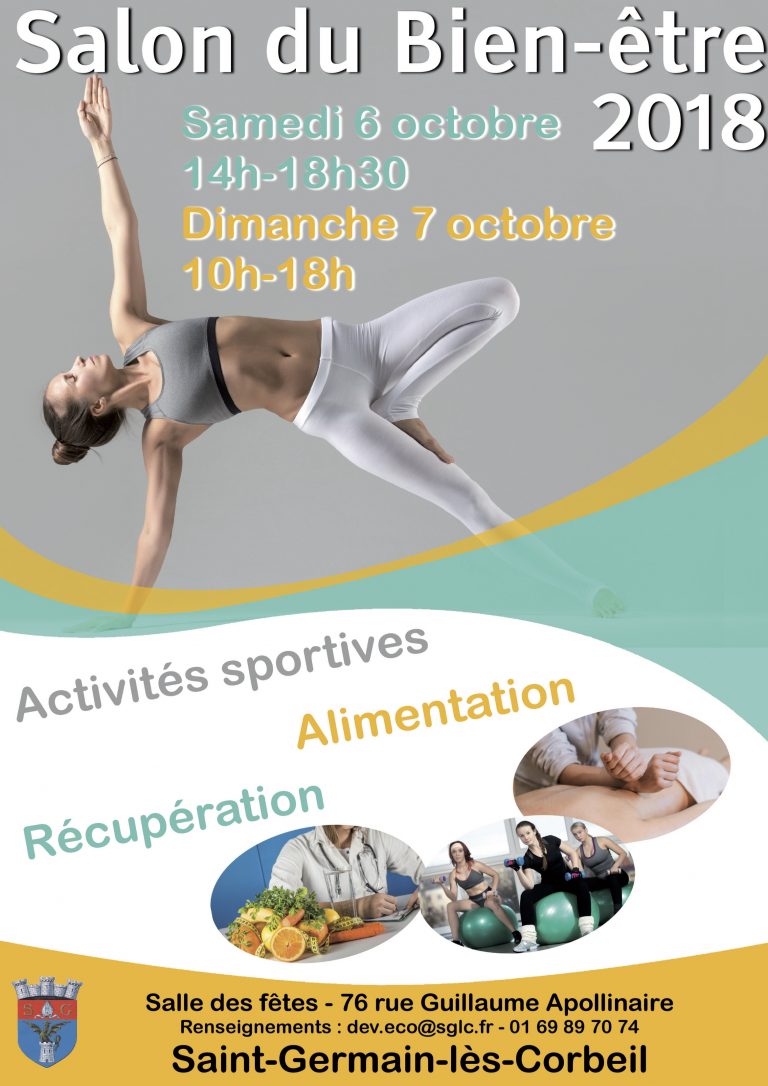 Salon du Bien-être
2018
Samedi 6 octobre
14h-18h30
Dimanche 7 octobre
10h-18h
Activités sportives
Alimentation
Récupération
S G
Salle des fêtes - 76 rue Guillaume Apollinaire
Renseignements : dev.eco@sglc.fr - 01 69 89 70 74
Saint-Germain-lès-Corbeil